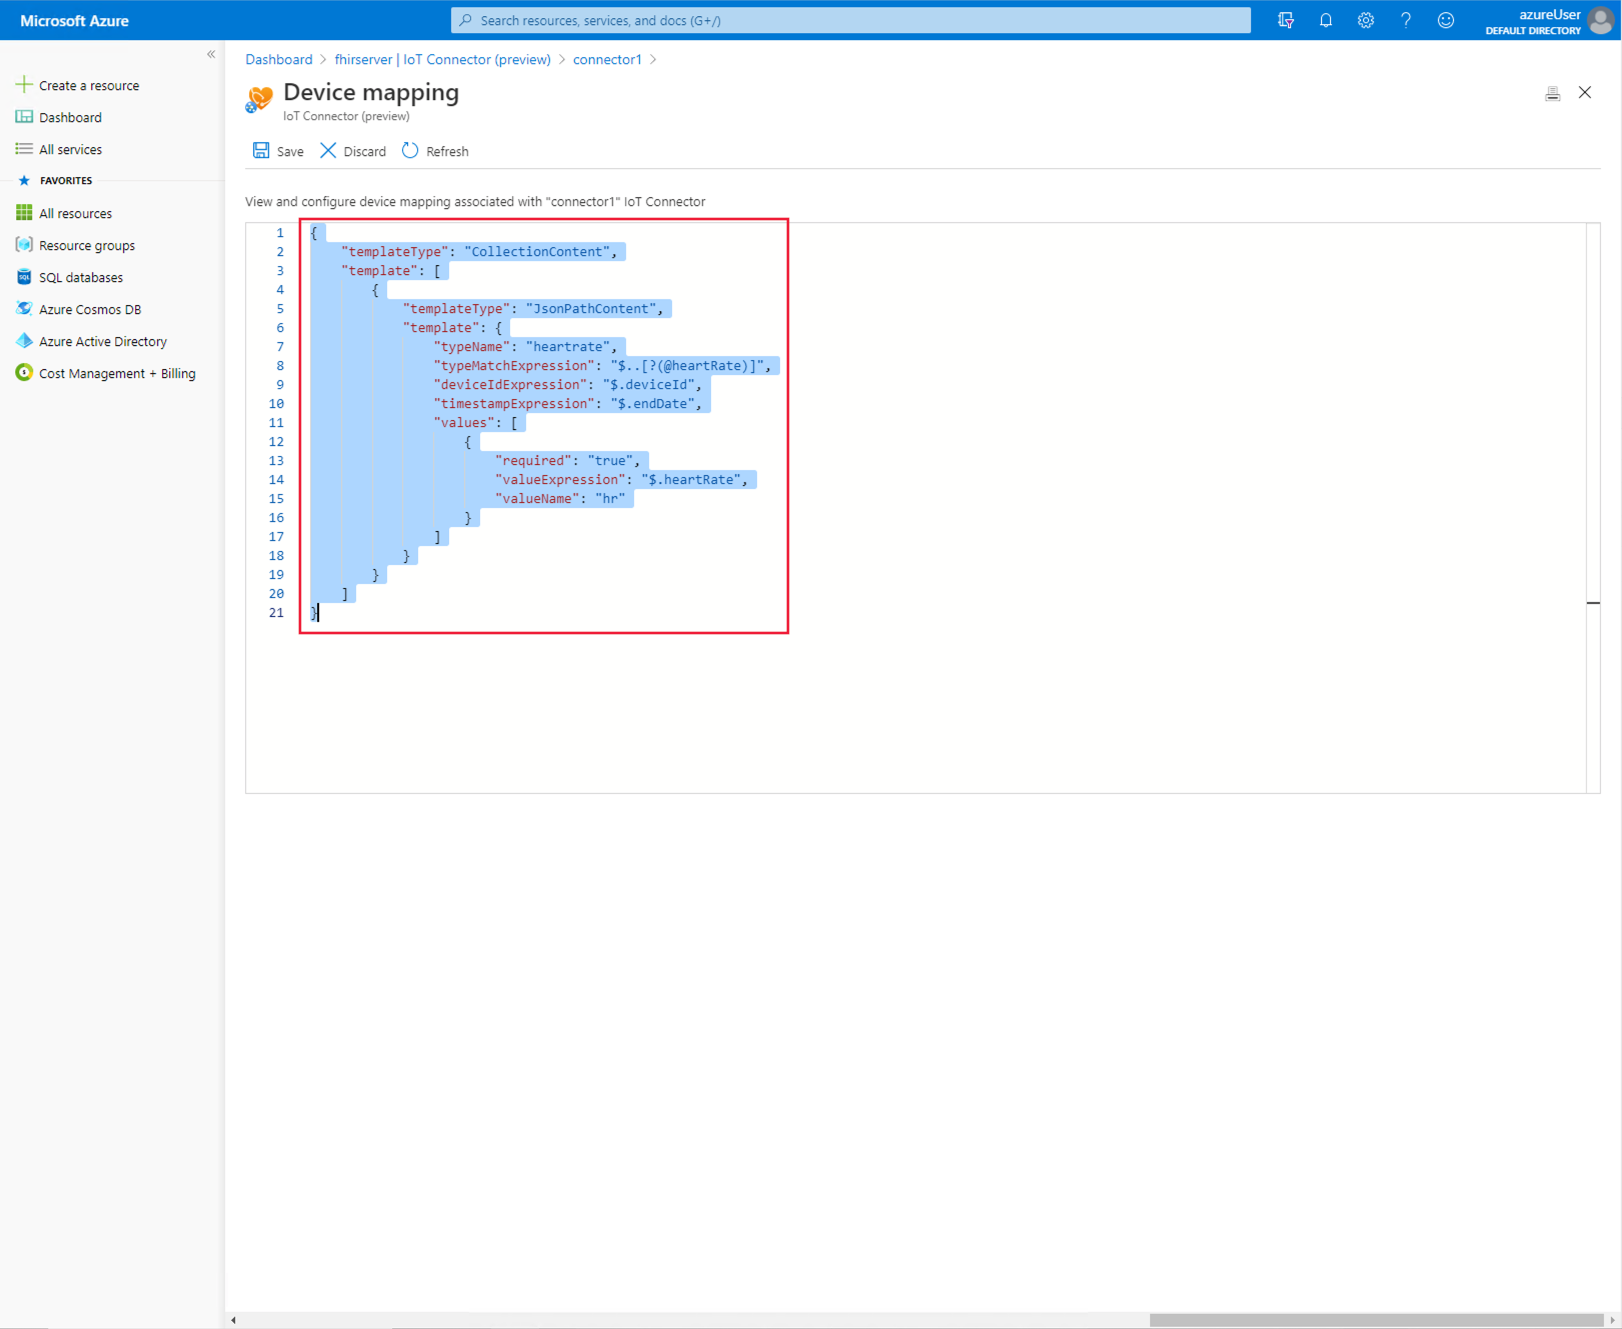 Microsoft Azure
Search resources, services, and docs (G+/)
azureUser
DEFAULT DIRECTORY
«
Create a resource
Dashboard
All services
FAVORITES
All resources
Resource groups
SQL databases
Azure Cosmos DB
Azure Active Directory
Cost Management + Billing
Dashboard > fhirserver | IoT Connector (preview) > connector1 >
Device mapping
IoT Connector (preview)
Save Discard Refresh
View and configure device mapping associated with "connector1" IoT Connector
1 {
2 "templateType": "CollectionContent",
3 "template": [
4 {
5 "templateType": "JsonPathContent",
6 "template": {
7 "typeName": "heartrate",
8 "typeMatchExpression": "$..[?(@heartRate)]",
9 "deviceIdExpression": "$.deviceId",
10 "timestampExpression": "$.endDate",
11 "values": [
12 {
13 "required": "true",
14 "valueExpression": "$.heartRate",
15 "valueName": "hr"
16 }
17 ]
18 }
19 }
20 ]
21 }